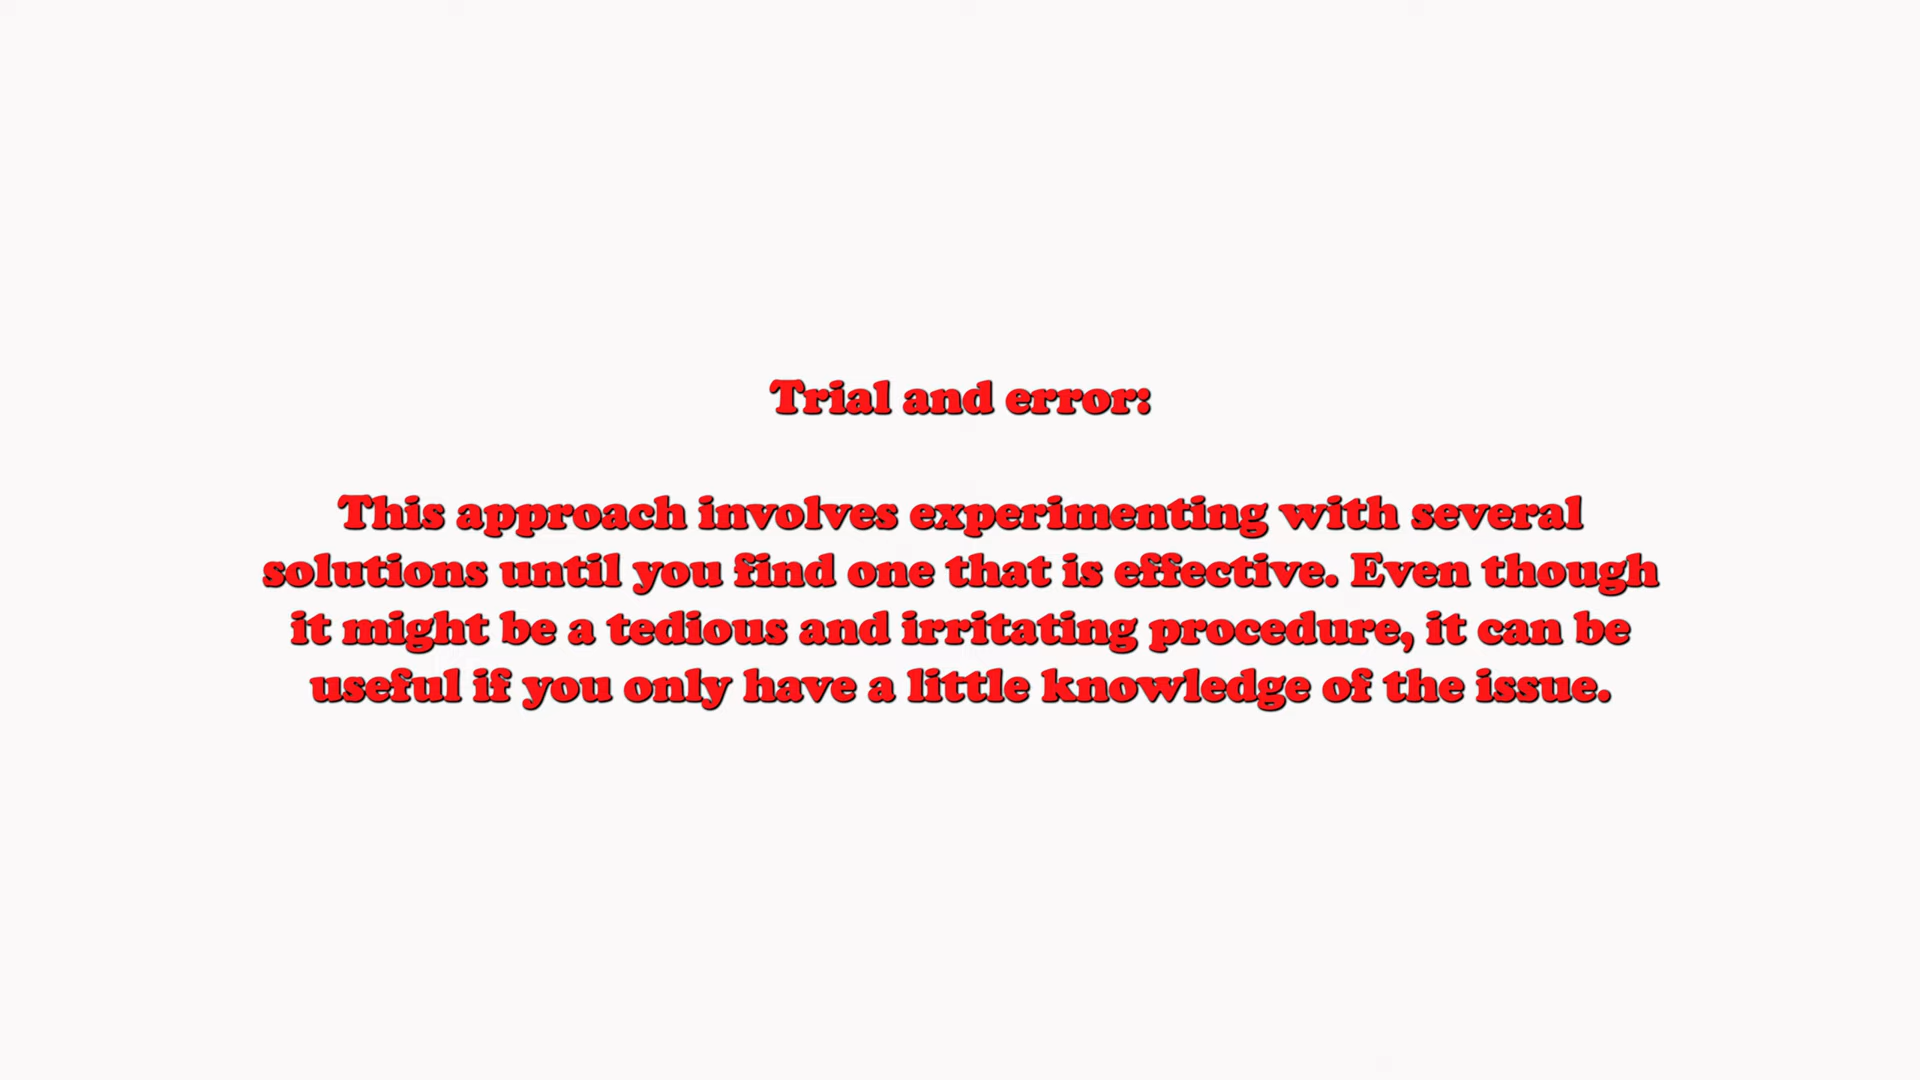 Trial and error:
This approach involves experimenting with several
solutions until you find one that is effective. Even though
it might be a tedious and irritating procedure, it can be
useful if you only have a little knowledge of the issue.